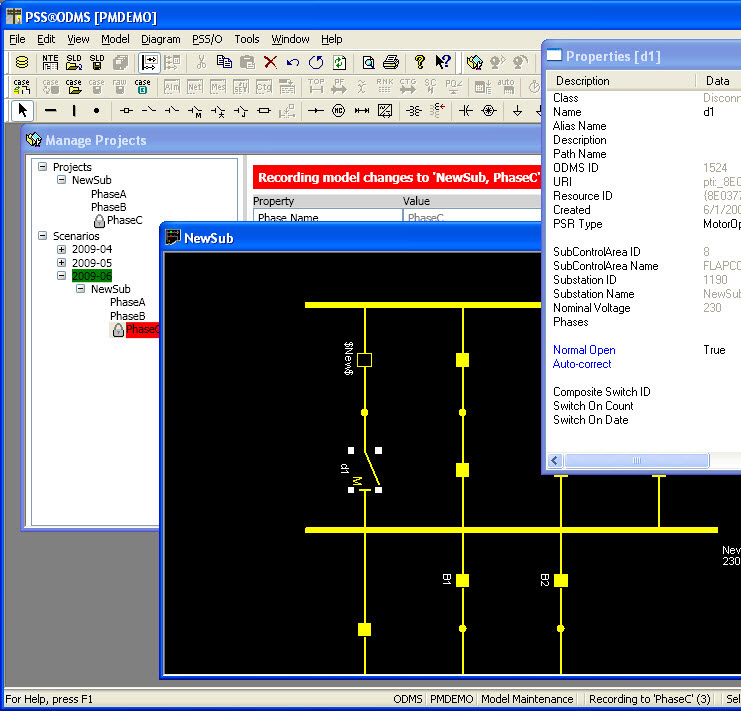 PSS®ODMS [PMDEMO]
File Edit View Model Diagram PSS/O Tools Window Help
NTE SLD SLD
case case case raw case Alm Net Mes Ctg TOP PF RNK CTG SC PQZ auto
Properties [d1]
Description Data
Class Disconn
Name d1
Alias Name
Description
Path Name
ODMS ID 1524
URI pti:_8E0
Resource ID {8E037
Created 6/1/200
PSR Type MotorOp
SubControlArea ID 8
SubControlArea Name FLAPCO
Substation ID 1190
Substation Name NewSub
Nominal Voltage 230
Phases
Normal Open True
Auto-correct
Composite Switch ID
Switch On Count
Switch On Date
Manage Projects
Projects
NewSub
PhaseA
PhaseB
PhaseC
Scenarios
2009-04
2009-05
2009-06
NewSub
PhaseA
PhaseB
PhaseC
Recording model changes to 'NewSub, PhaseC'
Property Value
Phase Name PhaseC
NewSub
$New$
d1
M
B1
B2
New
230
For Help, press F1
ODMS PMDEMO Model Maintenance Recording to 'PhaseC' (3) Sel